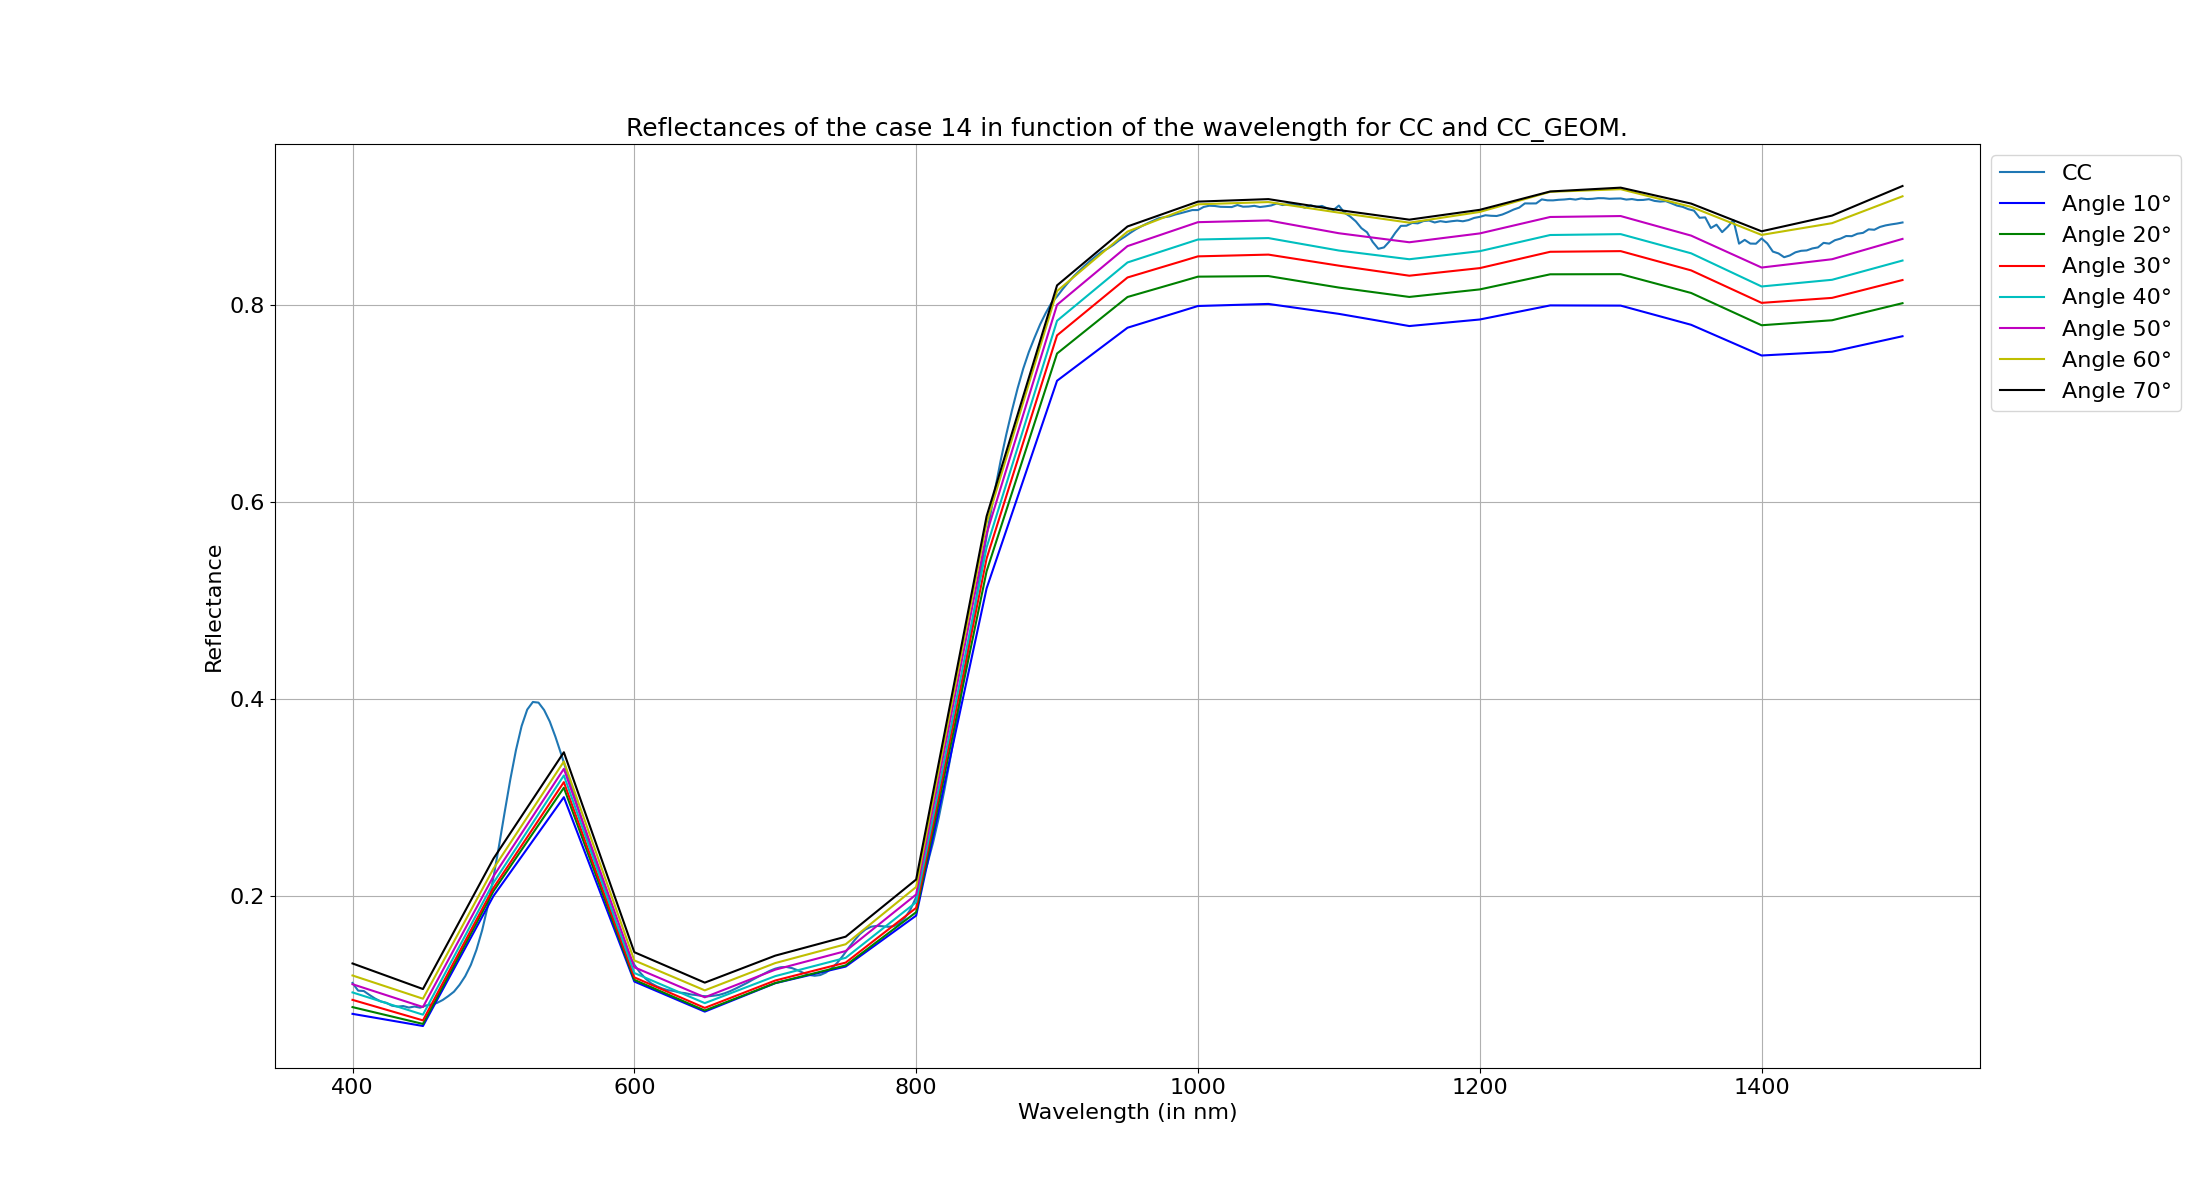 Reflectances of the case 14 in function of the wavelength for CC and CC_GEOM.
CC
Angle 10°
Angle 20°
Angle 30°
Angle 40°
Angle 50°
Angle 60°
Angle 70°
0.8
0.6
0.4
0.2
Reflectance
400 600 800 1000 1200 1400
Wavelength (in nm)